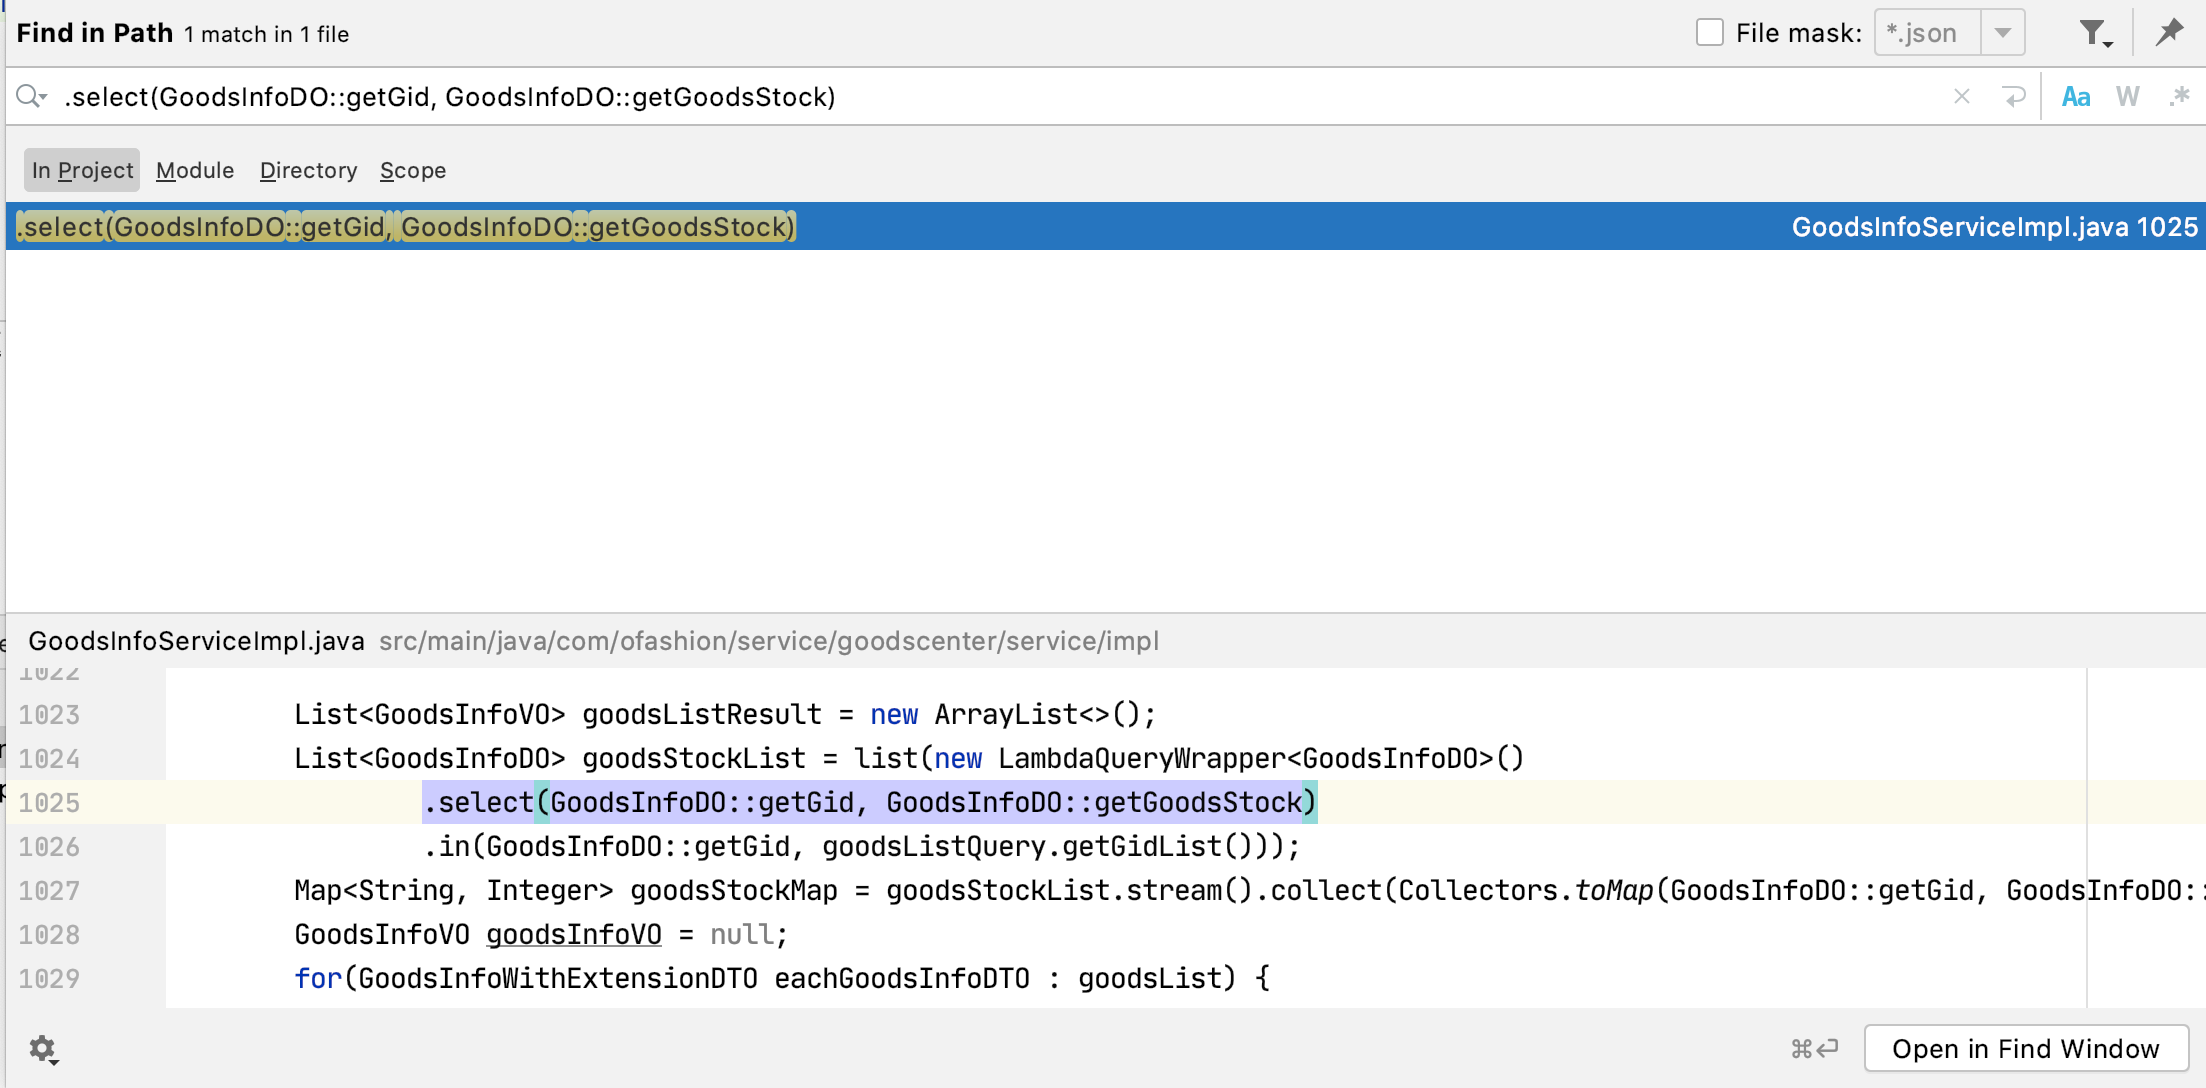 Find in Path 1 match in 1 file File mask: *.json
.select(GoodsInfoDO::getGid, GoodsInfoDO::getGoodsStock) Aa W .*
In Project Module Directory Scope
.select(GoodsInfoDO::getGid, GoodsInfoDO::getGoodsStock) GoodsInfoServiceImpl.java 1025
GoodsInfoServiceImpl.java src/main/java/com/ofashion/service/goodscenter/service/impl
1022
1023 List<GoodsInfoVO> goodsListResult = new ArrayList<>();
1024 List<GoodsInfoDO> goodsStockList = list(new LambdaQueryWrapper<GoodsInfoDO>()
1025 .select(GoodsInfoDO::getGid, GoodsInfoDO::getGoodsStock)
1026 .in(GoodsInfoDO::getGid, goodsListQuery.getGidList()));
1027 Map<String, Integer> goodsStockMap = goodsStockList.stream().collect(Collectors.toMap(GoodsInfoDO::getGid, GoodsInfoDO::
1028 GoodsInfoVO goodsInfoVO = null;
1029 for(GoodsInfoWithExtensionDTO eachGoodsInfoDTO : goodsList) {
⌘⏎ Open in Find Window